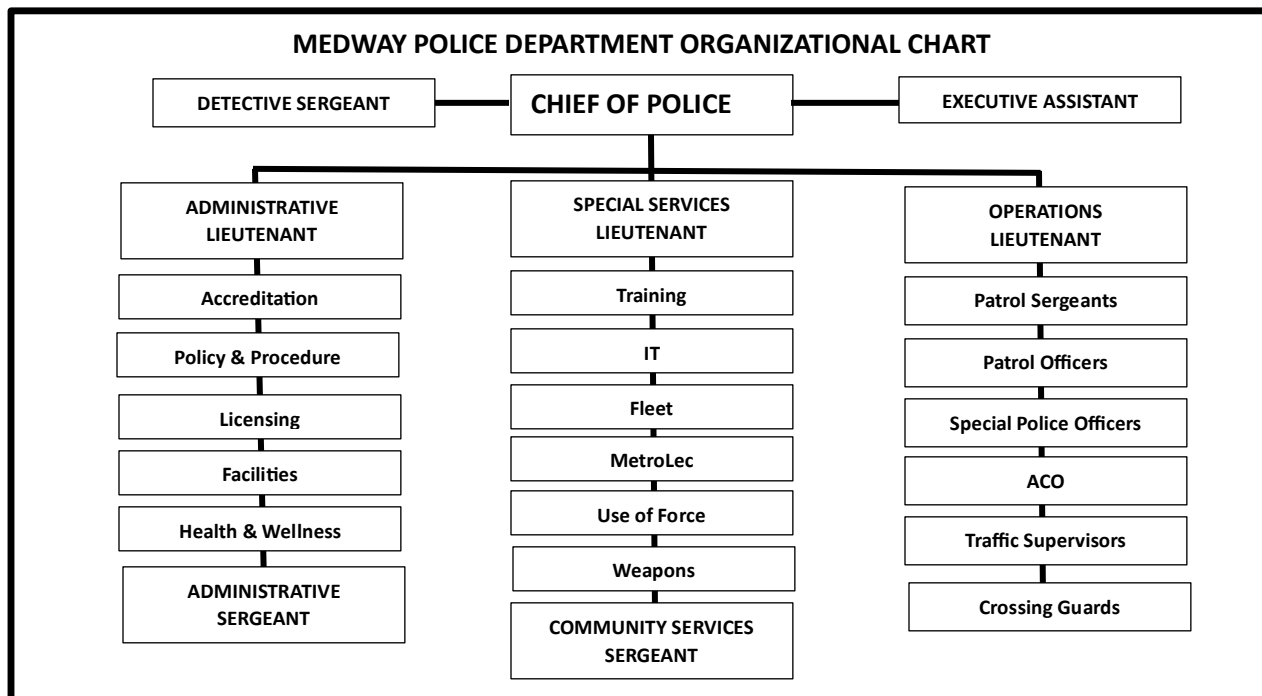 MEDWAY POLICE DEPARTMENT ORGANIZATIONAL CHART
DETECTIVE SERGEANT
CHIEF OF POLICE
EXECUTIVE ASSISTANT
ADMINISTRATIVE
LIEUTENANT
Accreditation
Policy & Procedure
Licensing
Facilities
Health & Wellness
ADMINISTRATIVE
SERGEANT
SPECIAL SERVICES
LIEUTENANT
Training
IT
Fleet
MetroLec
Use of Force
Weapons
COMMUNITY SERVICES
SERGEANT
OPERATIONS
LIEUTENANT
Patrol Sergeants
Patrol Officers
Special Police Officers
ACO
Traffic Supervisors
Crossing Guards